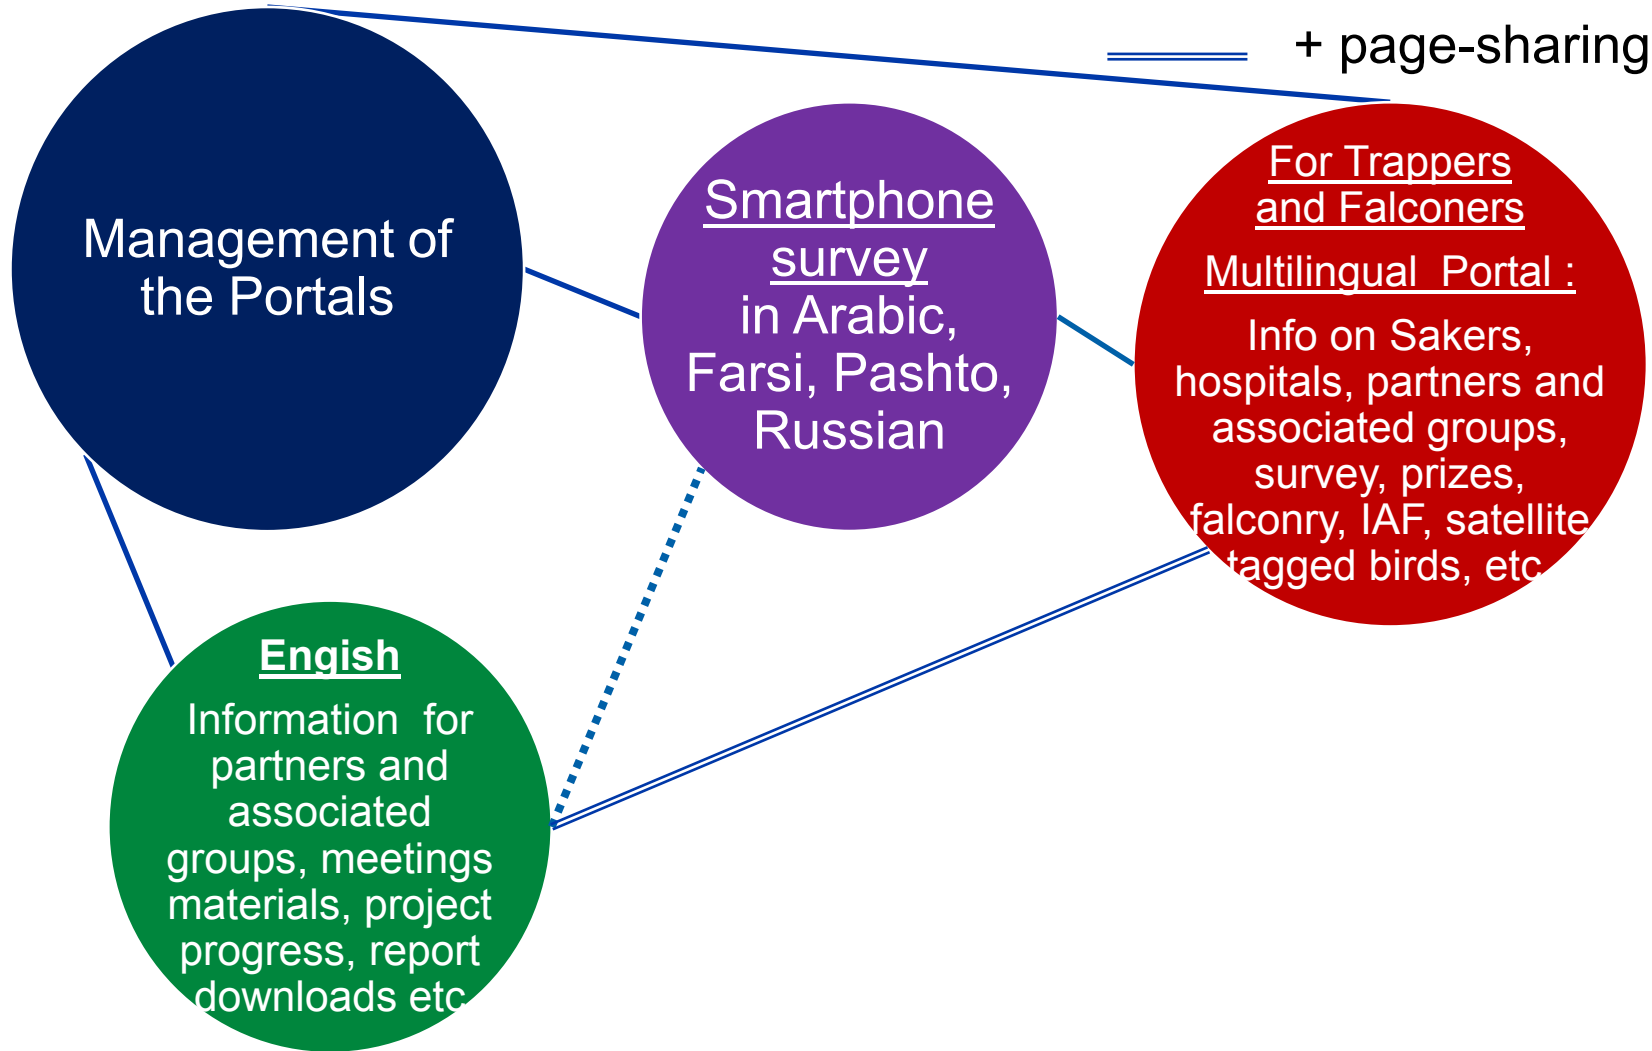 + page-sharing
Management of
the Portals
Smartphone
survey
in Arabic,
Farsi, Pashto,
Russian
For Trappers
and Falconers
Multilingual Portal :
Info on Sakers,
hospitals, partners and
associated groups,
survey, prizes,
falconry, IAF, satellite
tagged birds, etc
Engish
Information for
partners and
associated
groups, meetings
materials, project
progress, report
downloads etc